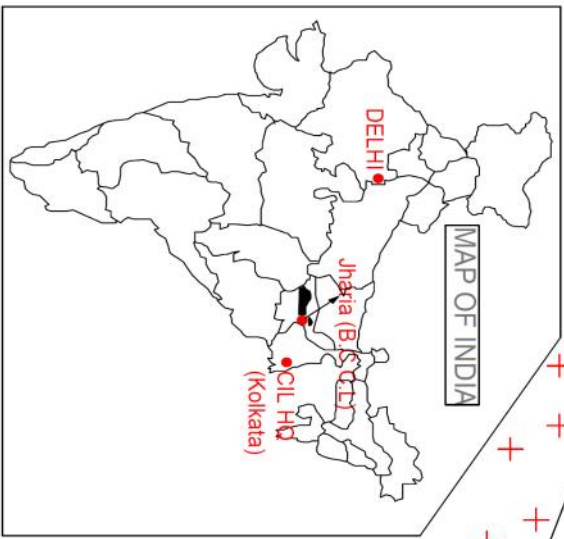 MAP OF INDIA
DELHI
Jharia (B.C.C.L)
CIL HQ
(Kolkata)